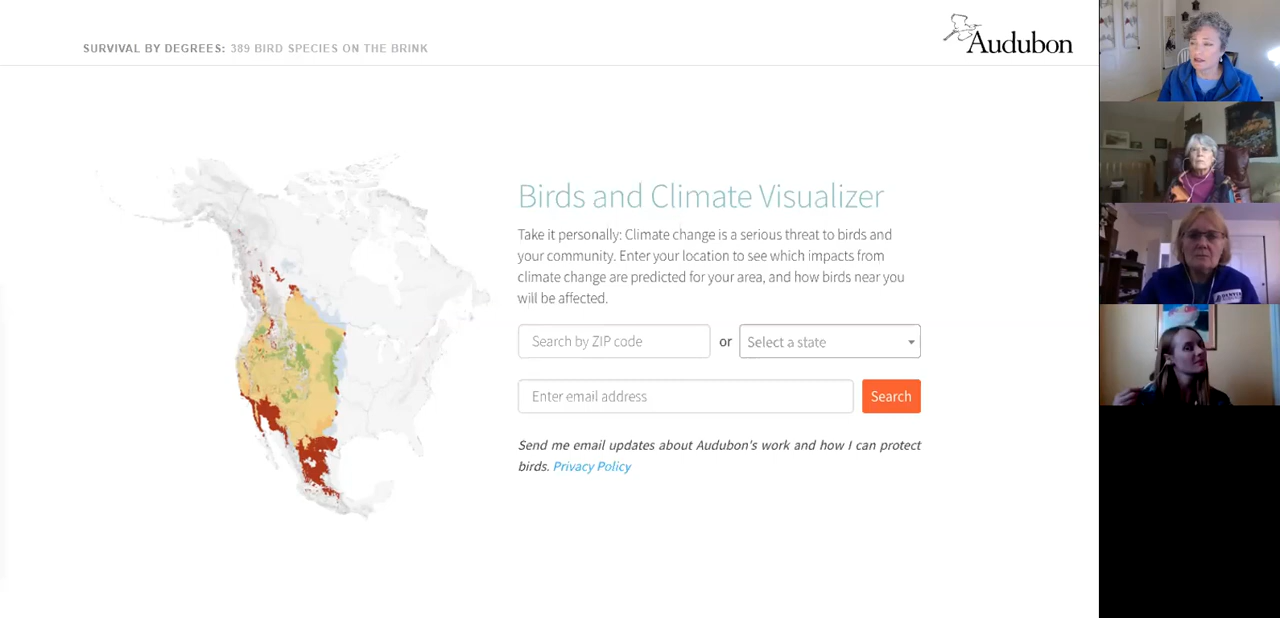 SURVIVAL BY DEGREES: 389 BIRD SPECIES ON THE BRINK
Audubon
Birds and Climate Visualizer
Take it personally: Climate change is a serious threat to birds and
your community. Enter your location to see which impacts from
climate change are predicted for your area, and how birds near you
will be affected.
Search by ZIP code or Select a state
Enter email address Search
Send me email updates about Audubon's work and how I can protect
birds. Privacy Policy